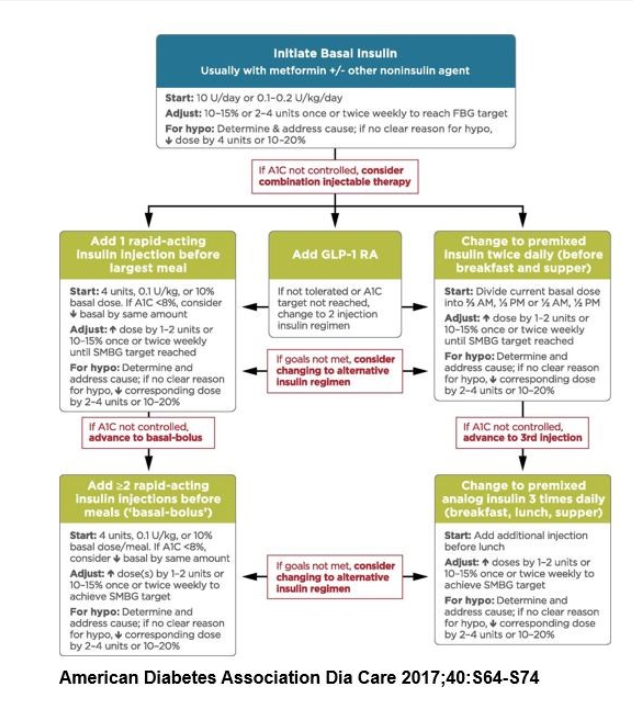 Initiate Basal Insulin
Usually with metformin +/- other noninsulin agent
Start: 10 U/day or 0.1–0.2 U/kg/day
Adjust: 10–15% or 2–4 units once or twice weekly to reach FBG target
For hypo: Determine & address cause; if no clear reason for hypo,
↓ dose by 4 units or 10–20%
If A1C not controlled, consider
combination injectable therapy
Add 1 rapid-acting
insulin injection before
largest meal
Start: 4 units, 0.1 U/kg, or 10%
basal dose. If A1C <8%, consider
↓ basal by same amount
Adjust: ↑ dose by 1–2 units or
10–15% once or twice weekly
until SMBG target reached
For hypo: Determine and
address cause; if no clear reason
for hypo, ↓ corresponding dose
by 2–4 units or 10–20%
Add GLP-1 RA
If not tolerated or A1C
target not reached,
change to 2 injection
insulin regimen
If goals not met, consider
changing to alternative
insulin regimen
Change to premixed
insulin twice daily (before
breakfast and supper)
Start: Divide current basal dose
into ⅔ AM, ⅓ PM or ½ AM, ½ PM
Adjust: ↑ dose by 1–2 units or
10–15% once or twice weekly
until SMBG target reached
For hypo: Determine and
address cause; if no clear reason
for hypo, ↓ corresponding dose
by 2–4 units or 10–20%
If A1C not controlled,
advance to basal-bolus
If A1C not controlled,
advance to 3rd injection
Add ≥2 rapid-acting
insulin injections before
meals ('basal-bolus')
Start: 4 units, 0.1 U/kg, or 10%
basal dose/meal. If A1C <8%,
consider ↓ basal by same amount
Adjust: ↑ dose(s) by 1–2 units or
10–15% once or twice weekly to
achieve SMBG target
For hypo: Determine and
address cause; if no clear reason
for hypo, ↓ corresponding dose
by 2–4 units or 10–20%
If goals not met, consider
changing to alternative
insulin regimen
Change to premixed
analog insulin 3 times daily
(breakfast, lunch, supper)
Start: Add additional injection
before lunch
Adjust: ↑ doses by 1–2 units or
10–15% once or twice weekly to
achieve SMBG target
For hypo: Determine and
address cause; if no clear reason
for hypo, ↓ corresponding dose
by 2–4 units or 10–20%
American Diabetes Association Dia Care 2017;40:S64-S74